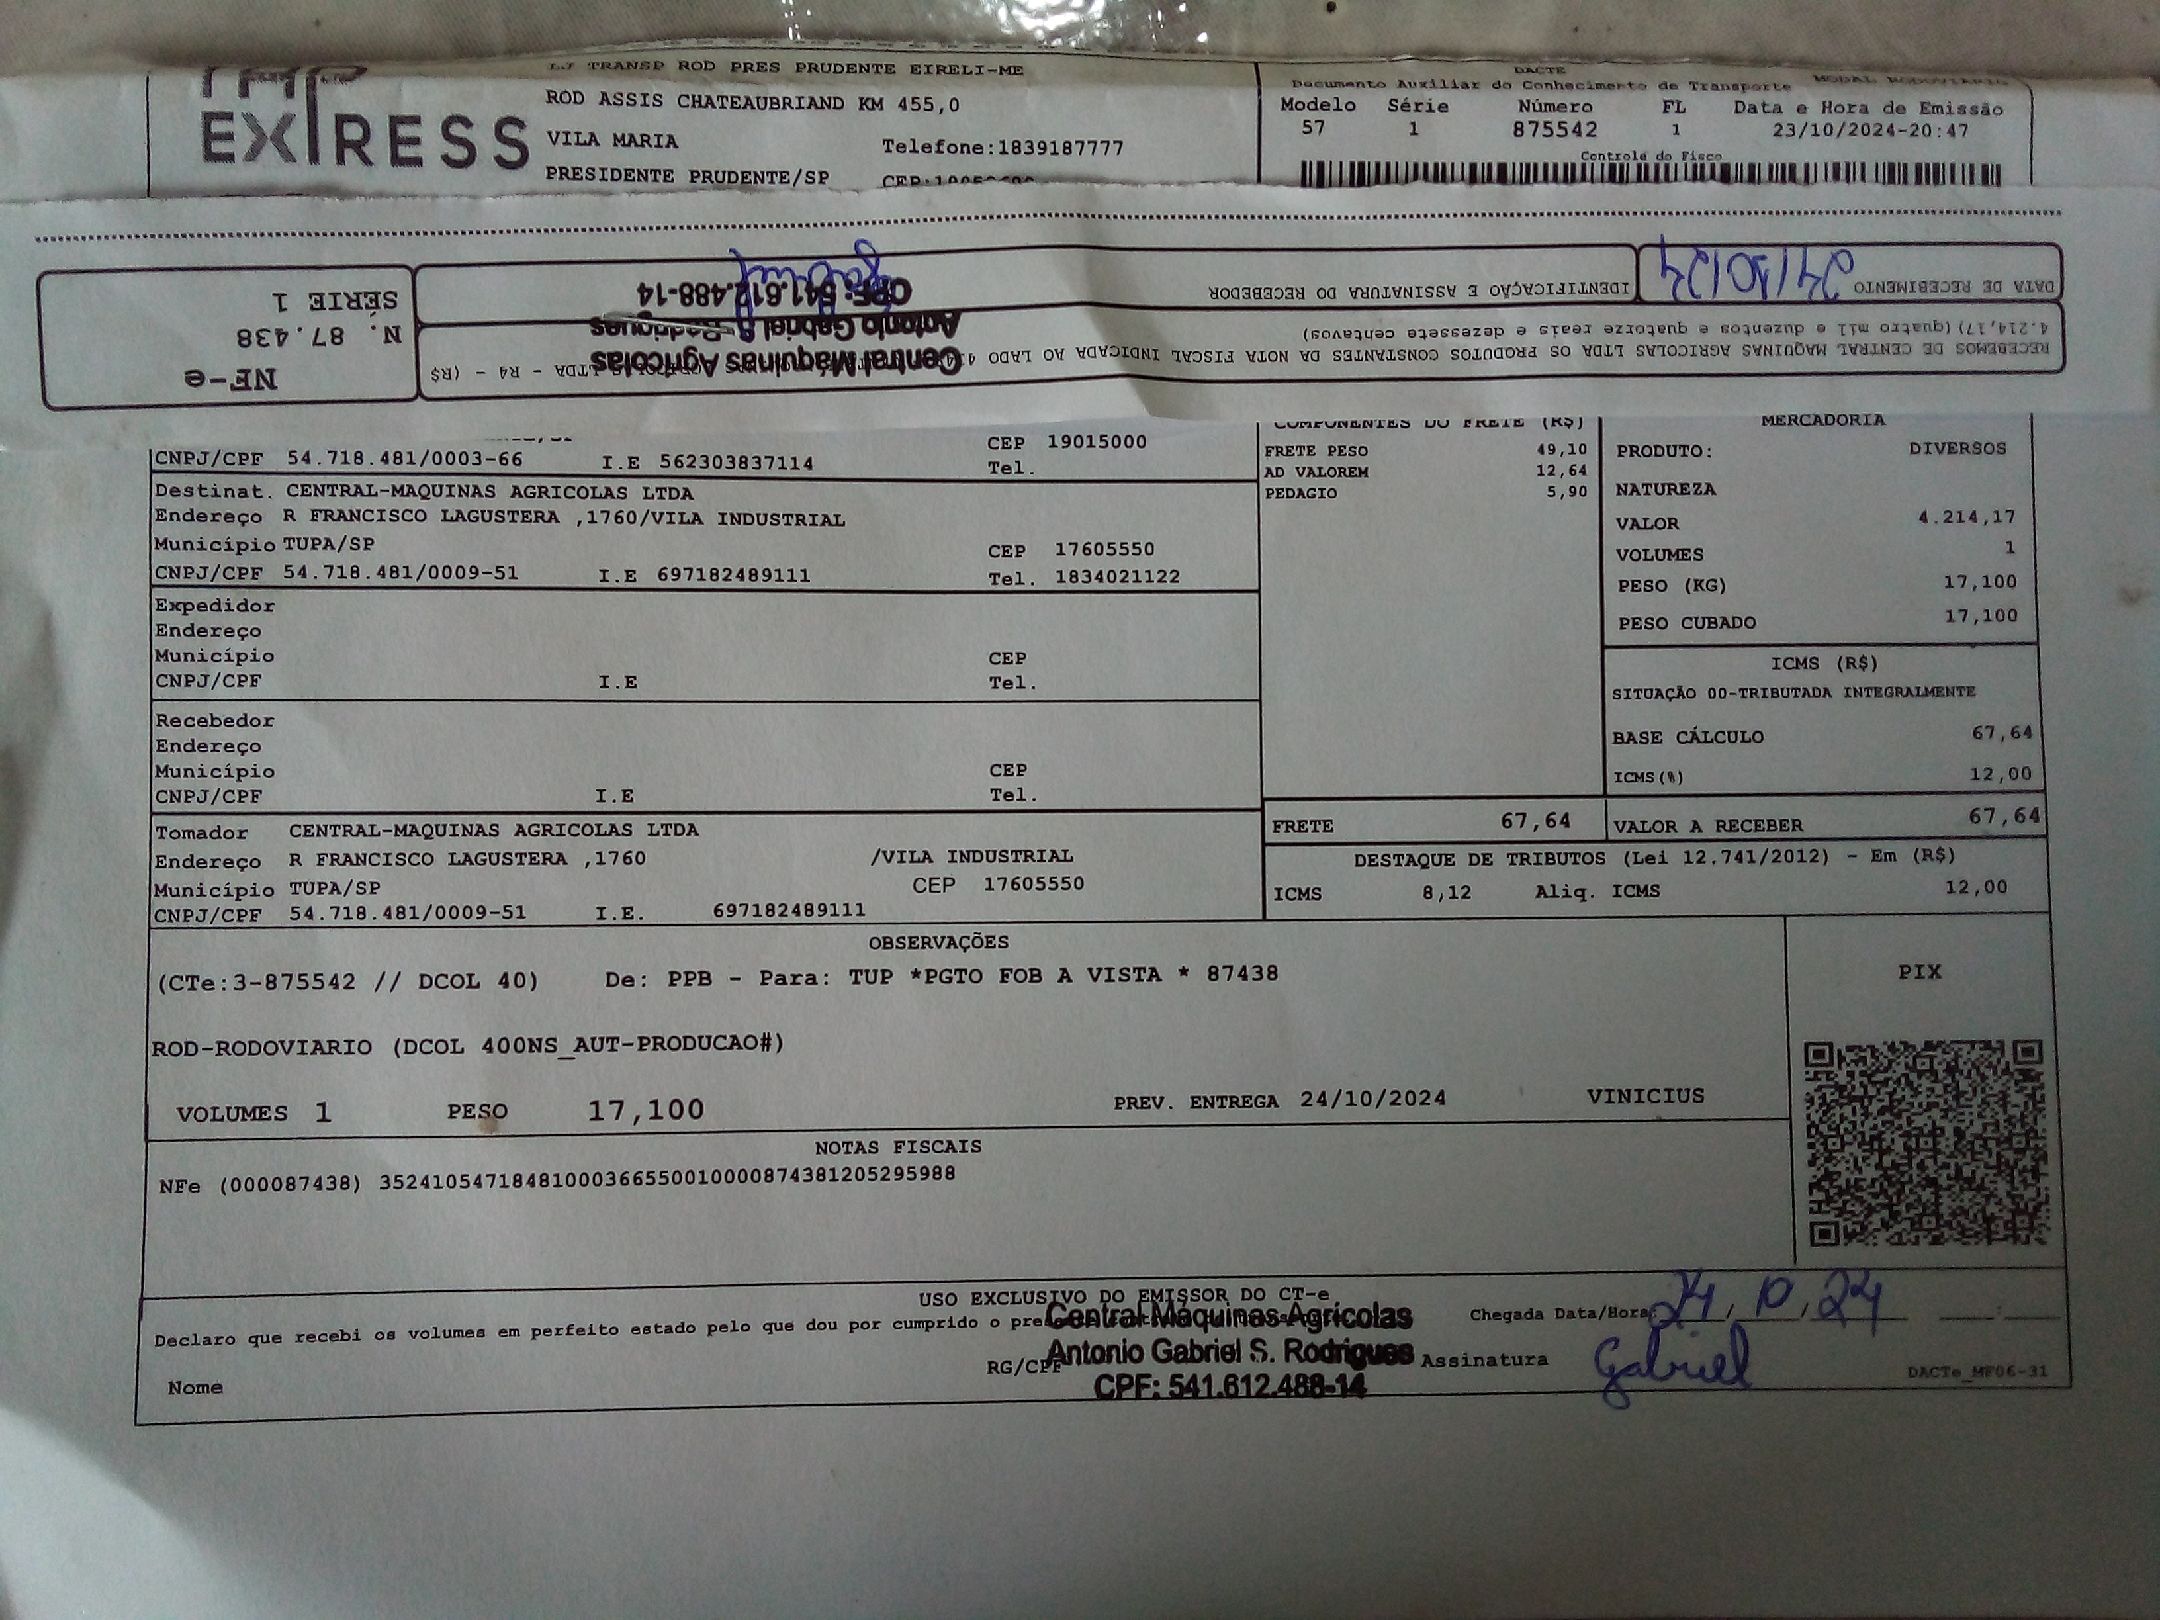 EXPRESS
TRANSP ROD PRES PRUDENTE EIRELI-ME
ROD ASSIS CHATEAUBRIAND KM 455,0
VILA MARIA Telefone:1839187777
PRESIDENTE PRUDENTE/SP
DACTE
Documento Auxiliar do Conhecimento de Transporte MODAL RODOVIARIO
Modelo Série Número FL Data e Hora de Emissão
57 1 875542 1 23/10/2024-20:47
Controle do Fisco
RECEBEMOS DE CENTRAL MAQUINAS AGRICOLAS LTDA OS PRODUTOS CONSTANTES DA NOTA FISCAL INDICADA AO LADO LTDA - R4 - (R$
4.214,17) (quatro mil e duzentos e quatorze reais e dezessete centavos)
DATA DE RECEBIMENTO 24/10/24
IDENTIFICAÇÃO E ASSINATURA DO RECEBEDOR
Central Máquinas Agrícolas
Antonio Gabriel S. Rodrigues
CPF: 541.612.488-14
Gabriel
NF-e
N. 87.438
SÉRIE 1
CEP 19015000
CNPJ/CPF 54.718.481/0003-66 I.E 562303837114 Tel.
Destinat. CENTRAL-MAQUINAS AGRICOLAS LTDA
Endereço R FRANCISCO LAGUSTERA ,1760/VILA INDUSTRIAL
Município TUPA/SP CEP 17605550
CNPJ/CPF 54.718.481/0009-51 I.E 697182489111 Tel. 1834021122
Expedidor
Endereço
Município CEP
CNPJ/CPF I.E Tel.
Recebedor
Endereço
Município CEP
CNPJ/CPF I.E Tel.
Tomador CENTRAL-MAQUINAS AGRICOLAS LTDA
Endereço R FRANCISCO LAGUSTERA ,1760 /VILA INDUSTRIAL
Município TUPA/SP CEP 17605550
CNPJ/CPF 54.718.481/0009-51 I.E. 697182489111
COMPONENTES DO FRETE (R$)
FRETE PESO 49,10
AD VALOREM 12,64
PEDAGIO 5,90
MERCADORIA
PRODUTO: DIVERSOS
NATUREZA
VALOR 4.214,17
VOLUMES 1
PESO (KG) 17,100
PESO CUBADO 17,100
ICMS (R$)
SITUAÇÃO 00-TRIBUTADA INTEGRALMENTE
BASE CÁLCULO 67,64
ICMS(%) 12,00
FRETE 67,64 VALOR A RECEBER 67,64
DESTAQUE DE TRIBUTOS (Lei 12.741/2012) - Em (R$)
ICMS 8,12 Aliq. ICMS 12,00
OBSERVAÇÕES
(CTe:3-875542 // DCOL 40) De: PPB - Para: TUP *PGTO FOB A VISTA * 87438
ROD-RODOVIARIO (DCOL 400NS_AUT-PRODUCAO#)
VOLUMES 1 PESO 17,100 PREV. ENTREGA 24/10/2024 VINICIUS
PIX
NOTAS FISCAIS
NFe (000087438) 35241054718481000366550010000874381205295988
USO EXCLUSIVO DO EMISSOR DO CT-e
Declaro que recebi os volumes em perfeito estado pelo que dou por cumprido o
Central Máquinas Agrícolas
Antonio Gabriel S. Rodrigues
CPF: 541.612.488-14
Chegada Data/Hora: 24/10/24
Nome RG/CPF Assinatura Gabriel
DACTe_MF06-31